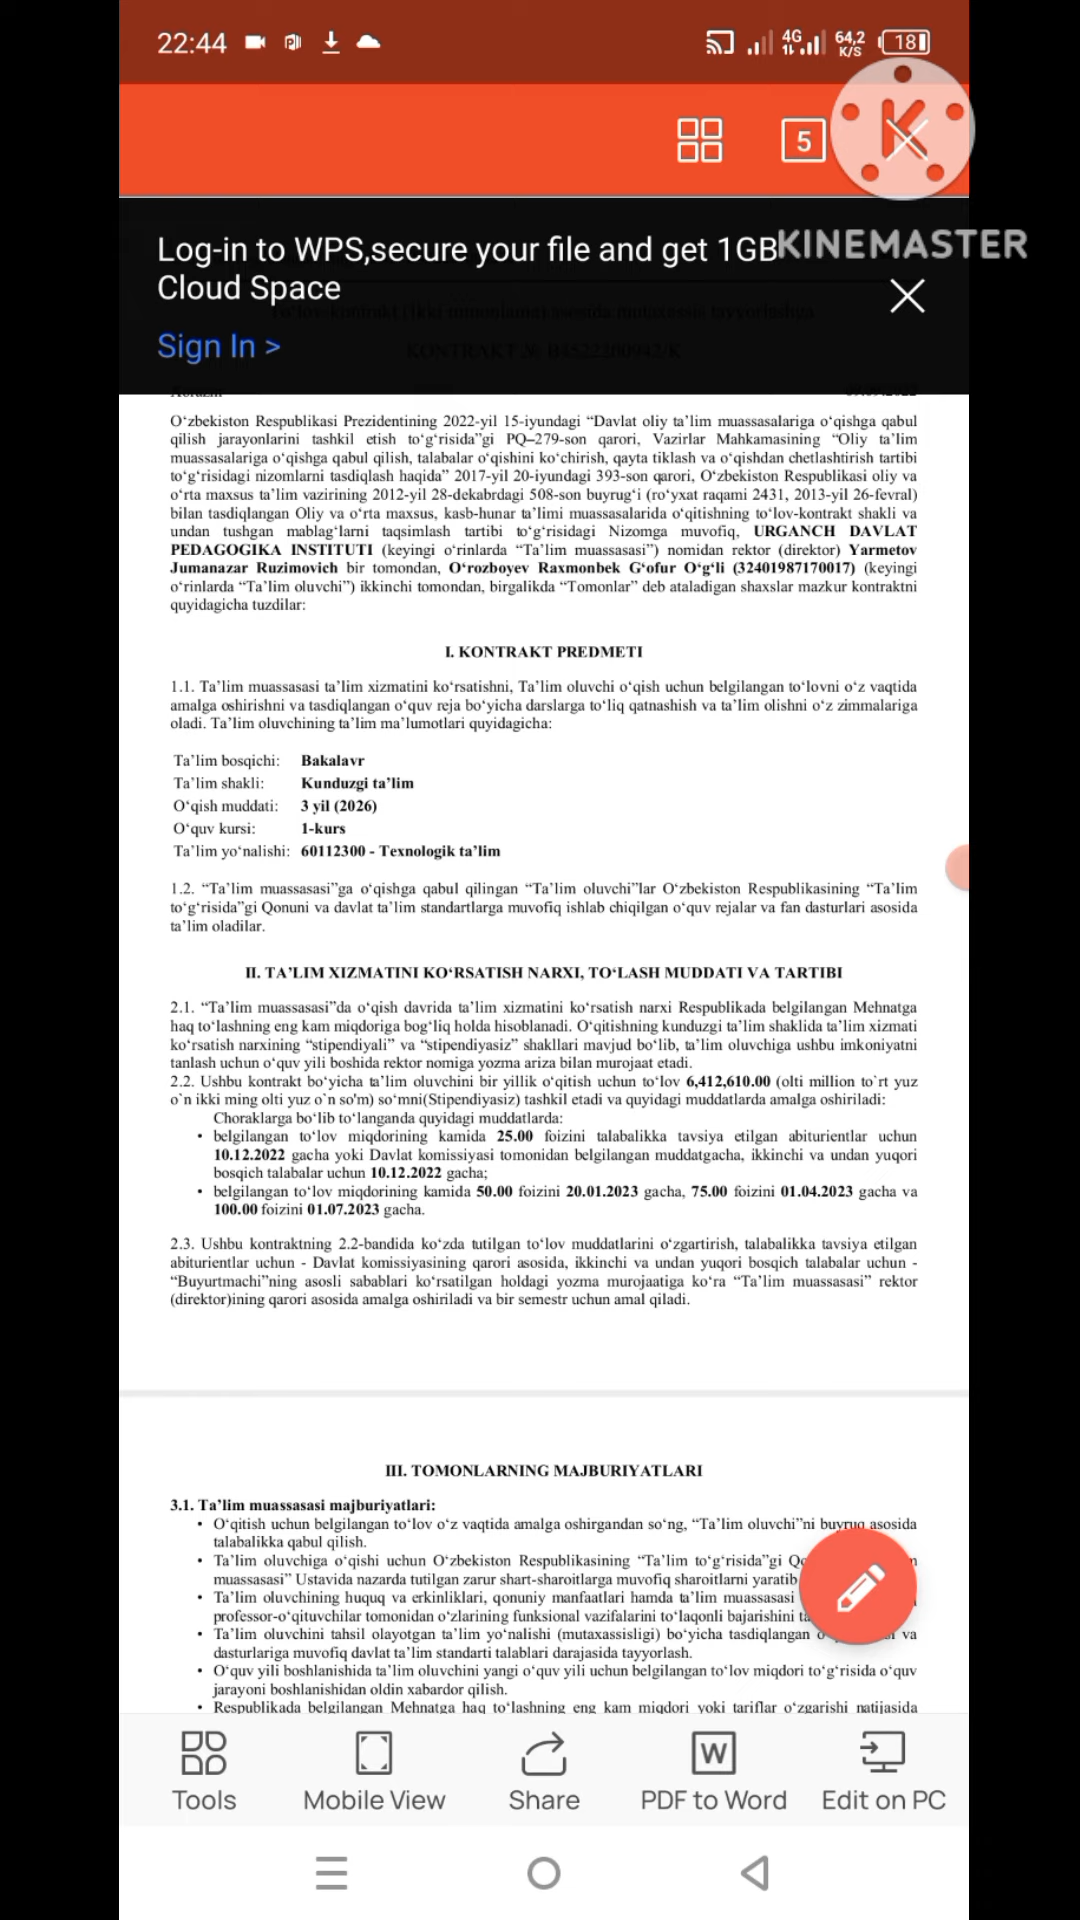 22:44
4G
64,2
K/S
18
5
K
KINEMASTER
Log-in to WPS,secure your file and get 1GB
Cloud Space
Sign In >
To‘lov-kontrakt (Ikki tomonlama) asosida mutaxassis tayyorlashga
KONTRAKT №
Xorazm
O‘zbekiston Respublikasi Prezidentining 2022-yil 15-iyundagi “Davlat oliy ta’lim muassasalariga o‘qishga qabul
qilish jarayonlarini tashkil etish to‘g‘risida”gi PQ–279-son qarori, Vazirlar Mahkamasining “Oliy ta’lim
muassasalariga o‘qishga qabul qilish, talabalar o‘qishini ko‘chirish, qayta tiklash va o‘qishdan chetlashtirish tartibi
to‘g‘risidagi nizomlarni tasdiqlash haqida” 2017-yil 20-iyundagi 393-son qarori, O‘zbekiston Respublikasi oliy va
o‘rta maxsus ta’lim vazirining 2012-yil 28-dekabrdagi 508-son buyrug‘i (ro‘yxat raqami 2431, 2013-yil 26-fevral)
bilan tasdiqlangan Oliy va o‘rta maxsus, kasb-hunar ta’limi muassasalarida o‘qitishning to‘lov-kontrakt shakli va
undan tushgan mablag‘larni taqsimlash tartibi to‘g‘risidagi Nizomga muvofiq, URGANCH DAVLAT
PEDAGOGIKA INSTITUTI (keyingi o‘rinlarda “Ta’lim muassasasi”) nomidan rektor (direktor) Yarmetov
Jumanazar Ruzimovich bir tomondan, O‘rozboyev Raxmonbek G‘ofur O‘g‘li (32401987170017) (keyingi
o‘rinlarda “Ta’lim oluvchi”) ikkinchi tomondan, birgalikda “Tomonlar” deb ataladigan shaxslar mazkur kontraktni
quyidagicha tuzdilar:
I. KONTRAKT PREDMETI
1.1. Ta’lim muassasasi ta’lim xizmatini ko‘rsatishni, Ta’lim oluvchi o‘qish uchun belgilangan to‘lovni o‘z vaqtida
amalga oshirishni va tasdiqlangan o‘quv reja bo‘yicha darslarga to‘liq qatnashish va ta’lim olishni o‘z zimmalariga
oladi. Ta’lim oluvchining ta’lim ma’lumotlari quyidagicha:
Ta’lim bosqichi: Bakalavr
Ta’lim shakli: Kunduzgi ta’lim
O‘qish muddati: 3 yil (2026)
O‘quv kursi: 1-kurs
Ta’lim yo‘nalishi: 60112300 - Texnologik ta’lim
1.2. “Ta’lim muassasasi”ga o‘qishga qabul qilingan “Ta’lim oluvchi”lar O‘zbekiston Respublikasining “Ta’lim
to‘g‘risida”gi Qonuni va davlat ta’lim standartlarga muvofiq ishlab chiqilgan o‘quv rejalar va fan dasturlari asosida
ta’lim oladilar.
II. TA’LIM XIZMATINI KO‘RSATISH NARXI, TO‘LASH MUDDATI VA TARTIBI
2.1. “Ta’lim muassasasi”da o‘qish davrida ta’lim xizmatini ko‘rsatish narxi Respublikada belgilangan Mehnatga
haq to‘lashning eng kam miqdoriga bog‘liq holda hisoblanadi. O‘qitishning kunduzgi ta’lim shaklida ta’lim xizmati
ko‘rsatish narxining “stipendiyali” va “stipendiyasiz” shakllari mavjud bo‘lib, ta’lim oluvchiga ushbu imkoniyatni
tanlash uchun o‘quv yili boshida rektor nomiga yozma ariza bilan murojaat etadi.
2.2. Ushbu kontrakt bo‘yicha ta’lim oluvchini bir yillik o‘qitish uchun to‘lov 6,412,610.00 (olti million to`rt yuz
o`n ikki ming olti yuz o`n so'm) so‘mni(Stipendiyasiz) tashkil etadi va quyidagi muddatlarda amalga oshiriladi:
Choraklarga bo‘lib to‘langanda quyidagi muddatlarda:
• belgilangan to‘lov miqdorining kamida 25.00 foizini talabalikka tavsiya etilgan abiturientlar uchun
10.12.2022 gacha yoki Davlat komissiyasi tomonidan belgilangan muddatgacha, ikkinchi va undan yuqori
bosqich talabalar uchun 10.12.2022 gacha;
• belgilangan to‘lov miqdorining kamida 50.00 foizini 20.01.2023 gacha, 75.00 foizini 01.04.2023 gacha va
100.00 foizini 01.07.2023 gacha.
2.3. Ushbu kontraktning 2.2-bandida ko‘zda tutilgan to‘lov muddatlarini o‘zgartirish, talabalikka tavsiya etilgan
abiturientlar uchun - Davlat komissiyasining qarori asosida, ikkinchi va undan yuqori bosqich talabalar uchun -
“Buyurtmachi”ning asosli sabablari ko‘rsatilgan holdagi yozma murojaatiga ko‘ra “Ta’lim muassasasi” rektor
(direktor)ining qarori asosida amalga oshiriladi va bir semestr uchun amal qiladi.
III. TOMONLARNING MAJBURIYATLARI
3.1. Ta’lim muassasasi majburiyatlari:
• O‘qitish uchun belgilangan to‘lov o‘z vaqtida amalga oshirgandan so‘ng, “Ta’lim oluvchi”ni buyruq asosida
talabalikka qabul qilish.
• Ta’lim oluvchiga o‘qishi uchun O‘zbekiston Respublikasining “Ta’lim to‘g‘risida”gi
muassasasi” Ustavida nazarda tutilgan zarur shart-sharoitlarga muvofiq sharoitlarni yaratib
• Ta’lim oluvchining huquq va erkinliklari, qonuniy manfaatlari hamda ta’lim muassasasi
professor-o‘qituvchilar tomonidan o‘zlarining funksional vazifalarini to‘laqonli bajarishini
• Ta’lim oluvchini tahsil olayotgan ta’lim yo‘nalishi (mutaxassisligi) bo‘yicha tasdiqlangan va
dasturlariga muvofiq davlat ta’lim standarti talablari darajasida tayyorlash.
• O‘quv yili boshlanishida ta’lim oluvchini yangi o‘quv yili uchun belgilangan to‘lov miqdori to‘g‘risida o‘quv
jarayoni boshlanishidan oldin xabardor qilish.
• Respublikada belgilangan Mehnatga haq to‘lashning eng kam miqdori yoki tariflar o‘zgarishi natijasida
Tools
Mobile View
Share
W
PDF to Word
Edit on PC